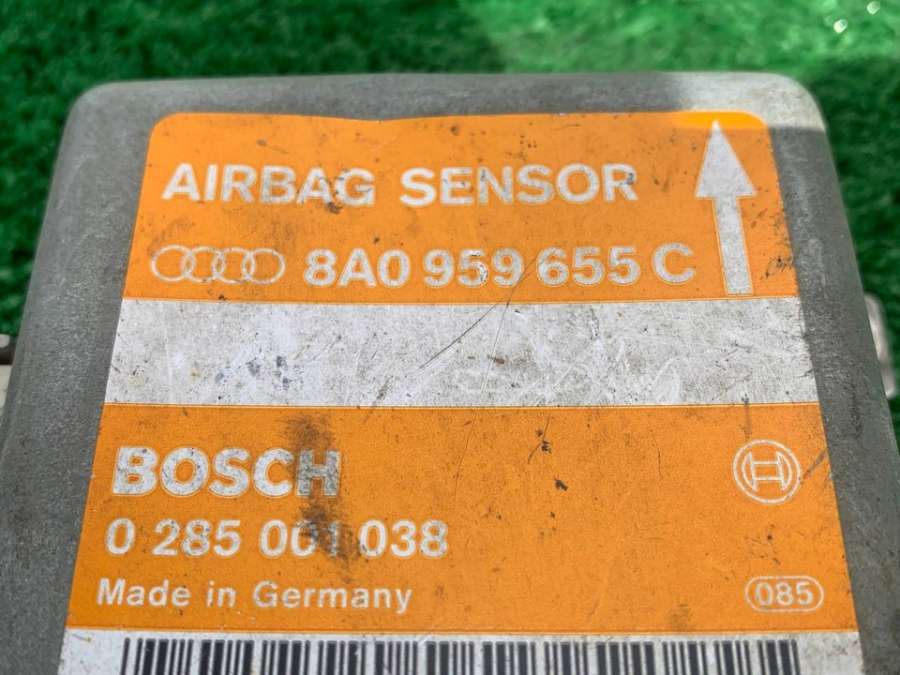 AIRBAG SENSOR
8A0 959 655 C
BOSCH
0 285 001 038
Made in Germany
085